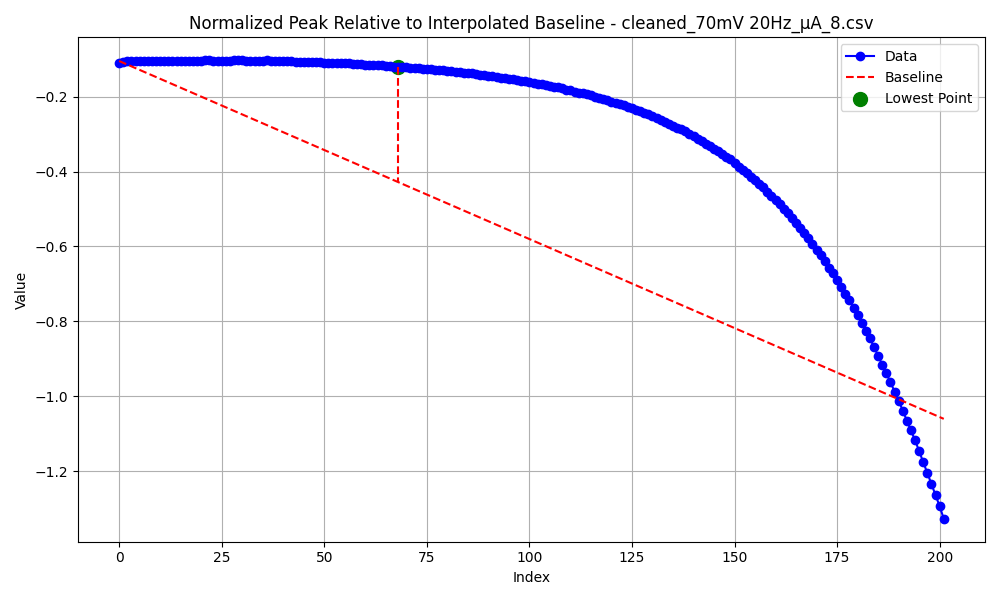 Normalized Peak Relative to Interpolated Baseline - cleaned_70mV 20Hz_µA_8.csv
Data
Baseline
Lowest Point
Value
−0.2
−0.4
−0.6
−0.8
−1.0
−1.2
0 25 50 75 100 125 150 175 200
Index